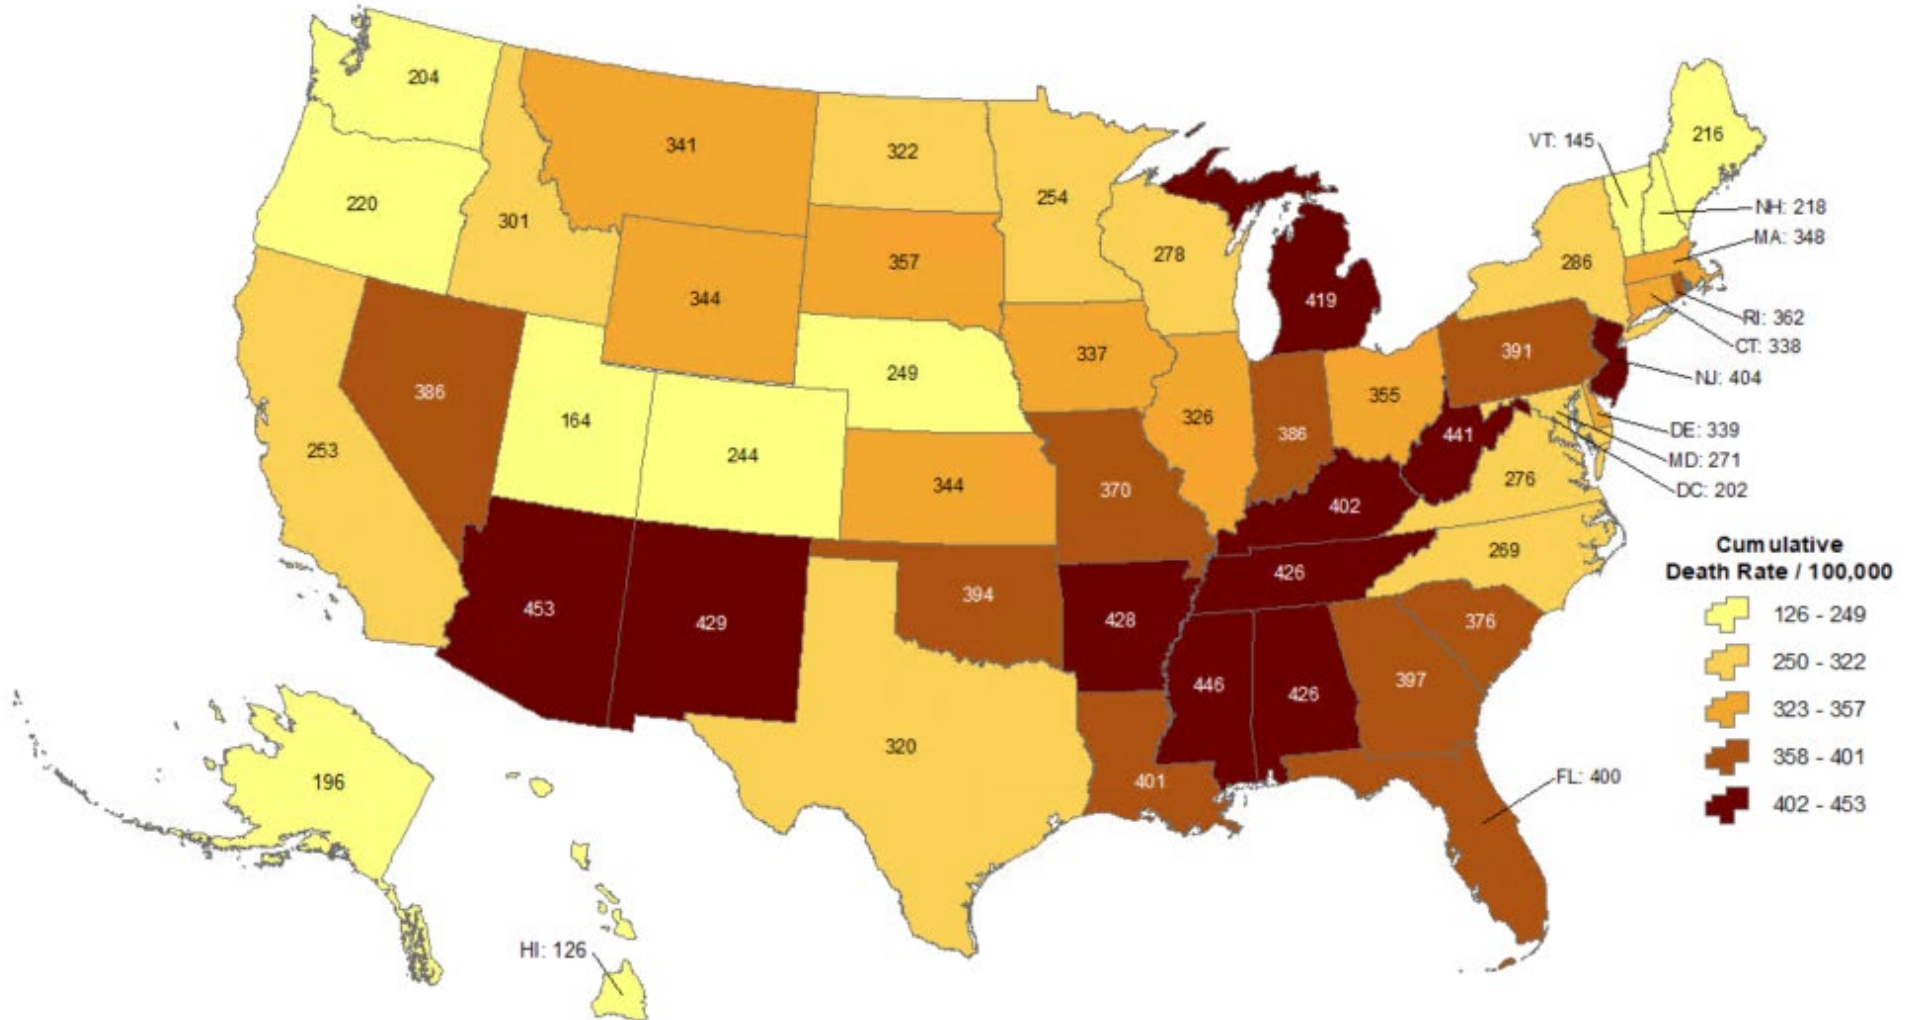 204
341
322
216
VT: 145
254
220
301
NH: 218
MA: 348
278
286
357
344
419
RI: 362
CT: 338
337
391
249
NJ: 404
386
355
164
326
386
441
DE: 339
253
244
MD: 271
276
344
370
DC: 202
402
Cumulative
Death Rate / 100,000
269
426
453
394
126 - 249
429
428
376
250 - 322
446
426
397
323 - 357
320
358 - 401
196
401
FL: 400
402 - 453
HI: 126